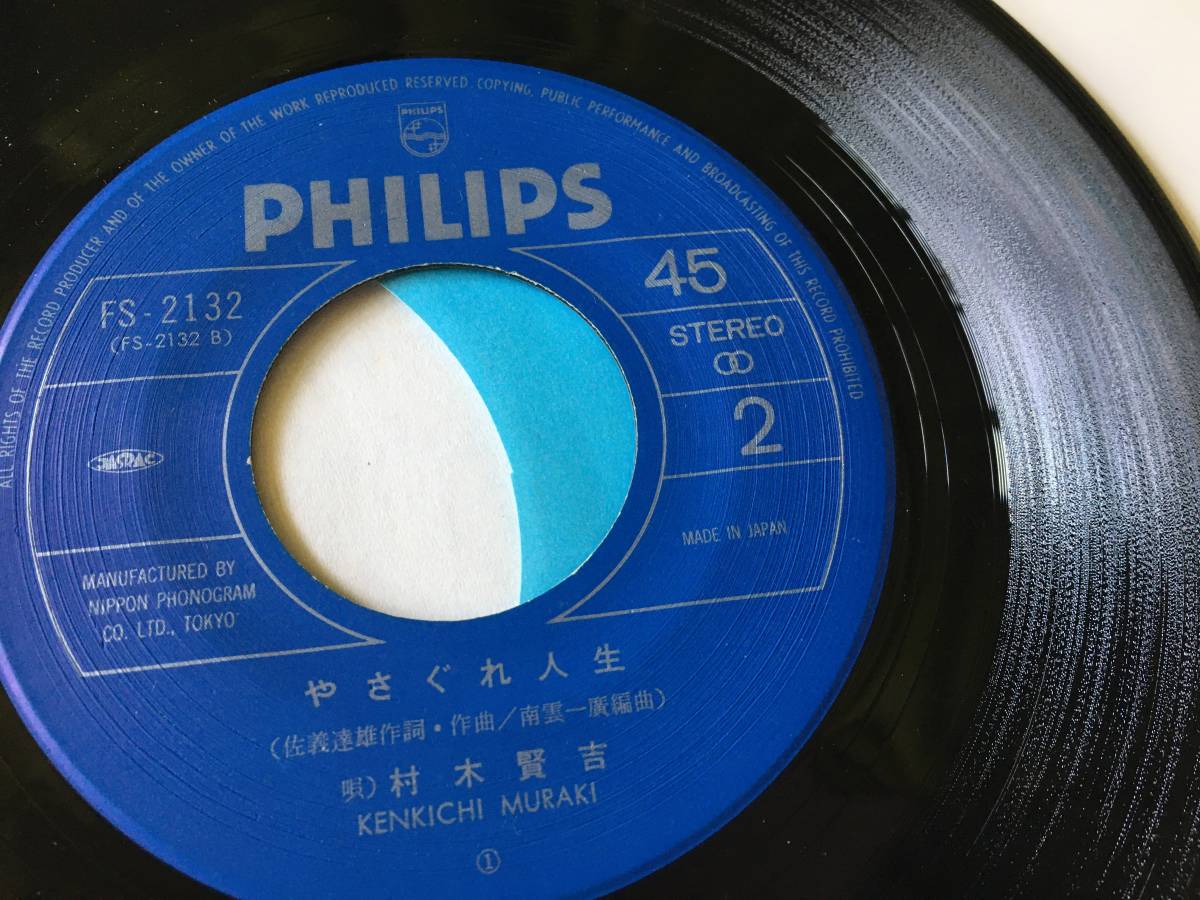 ALL RIGHTS OF THE RECORD PRODUCER AND OF THE OWNER OF THE WORK REPRODUCED RESERVED. COPYING, PUBLIC PERFORMANCE AND BROADCASTING OF THIS RECORD PROHIBITED
PHILIPS
PHILIPS
FS-2132
(FS-2132 B)
45
STEREO
2
JASRAC
MADE IN JAPAN
MANUFACTURED BY
NIPPON PHONOGRAM
CO. LTD., TOKYO
やさぐれ人生
(佐義達雄作詞・作曲/南雲一廣編曲)
唄) 村木賢吉
KENKICHI MURAKI
①